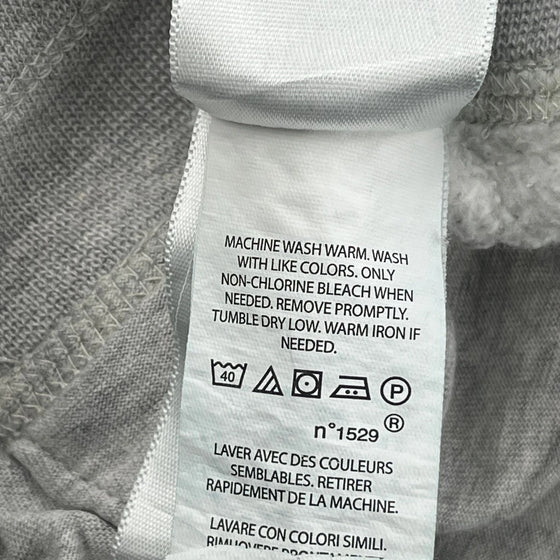 MACHINE WASH WARM. WASH
WITH LIKE COLORS. ONLY
NON-CHLORINE BLEACH WHEN
NEEDED. REMOVE PROMPTLY.
TUMBLE DRY LOW. WARM IRON IF
NEEDED.
40 P
n°1529 ®
LAVER AVEC DES COULEURS
SEMBLABLES. RETIRER
RAPIDEMENT DE LA MACHINE.
LAVARE CON COLORI SIMILI.
RIMUOVERE PRONTAMENTE